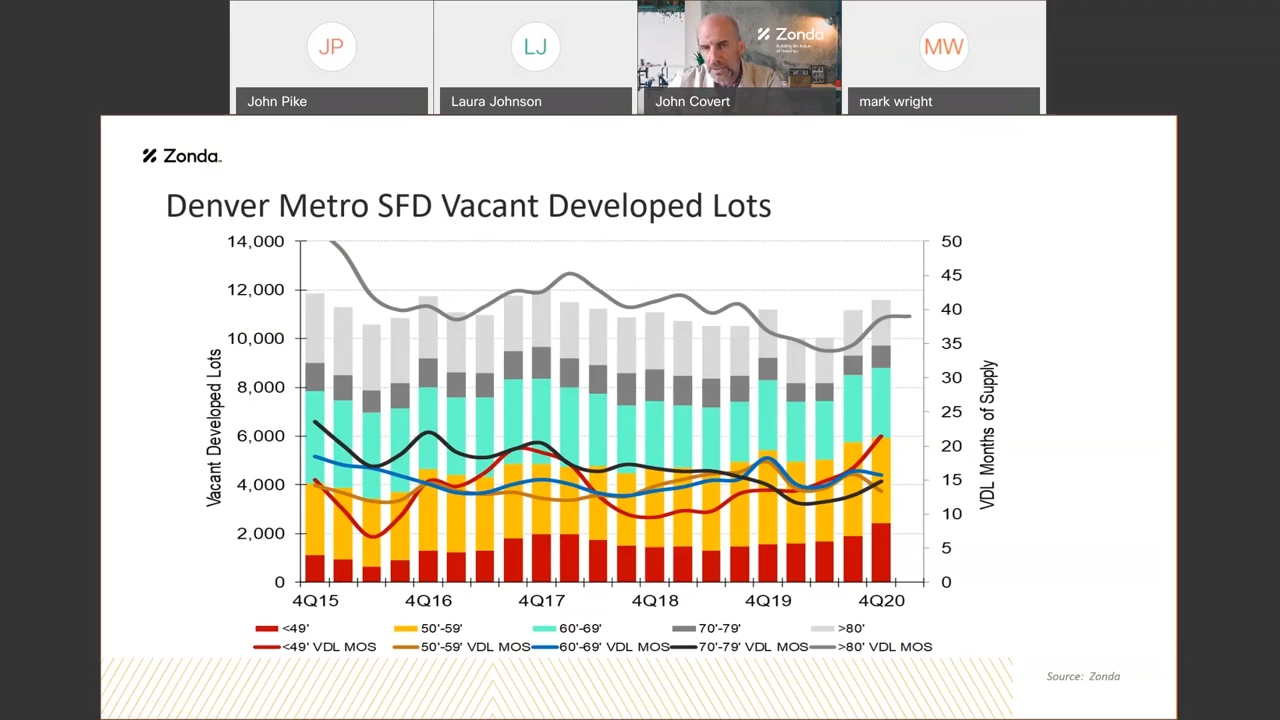 JP
LJ
Zonda
MW
John Pike
Laura Johnson
John Covert
mark wright
Zonda
Denver Metro SFD Vacant Developed Lots
14,000
12,000
10,000
8,000
6,000
4,000
2,000
0
Vacant Developed Lots
50
45
40
35
30
25
20
15
10
5
0
VDL Months of Supply
4Q15 4Q16 4Q17 4Q18 4Q19 4Q20
<49' 50'-59' 60'-69' 70'-79' >80'
<49' VDL MOS 50'-59' VDL MOS 60'-69' VDL MOS 70'-79' VDL MOS >80' VDL MOS
Source: Zonda